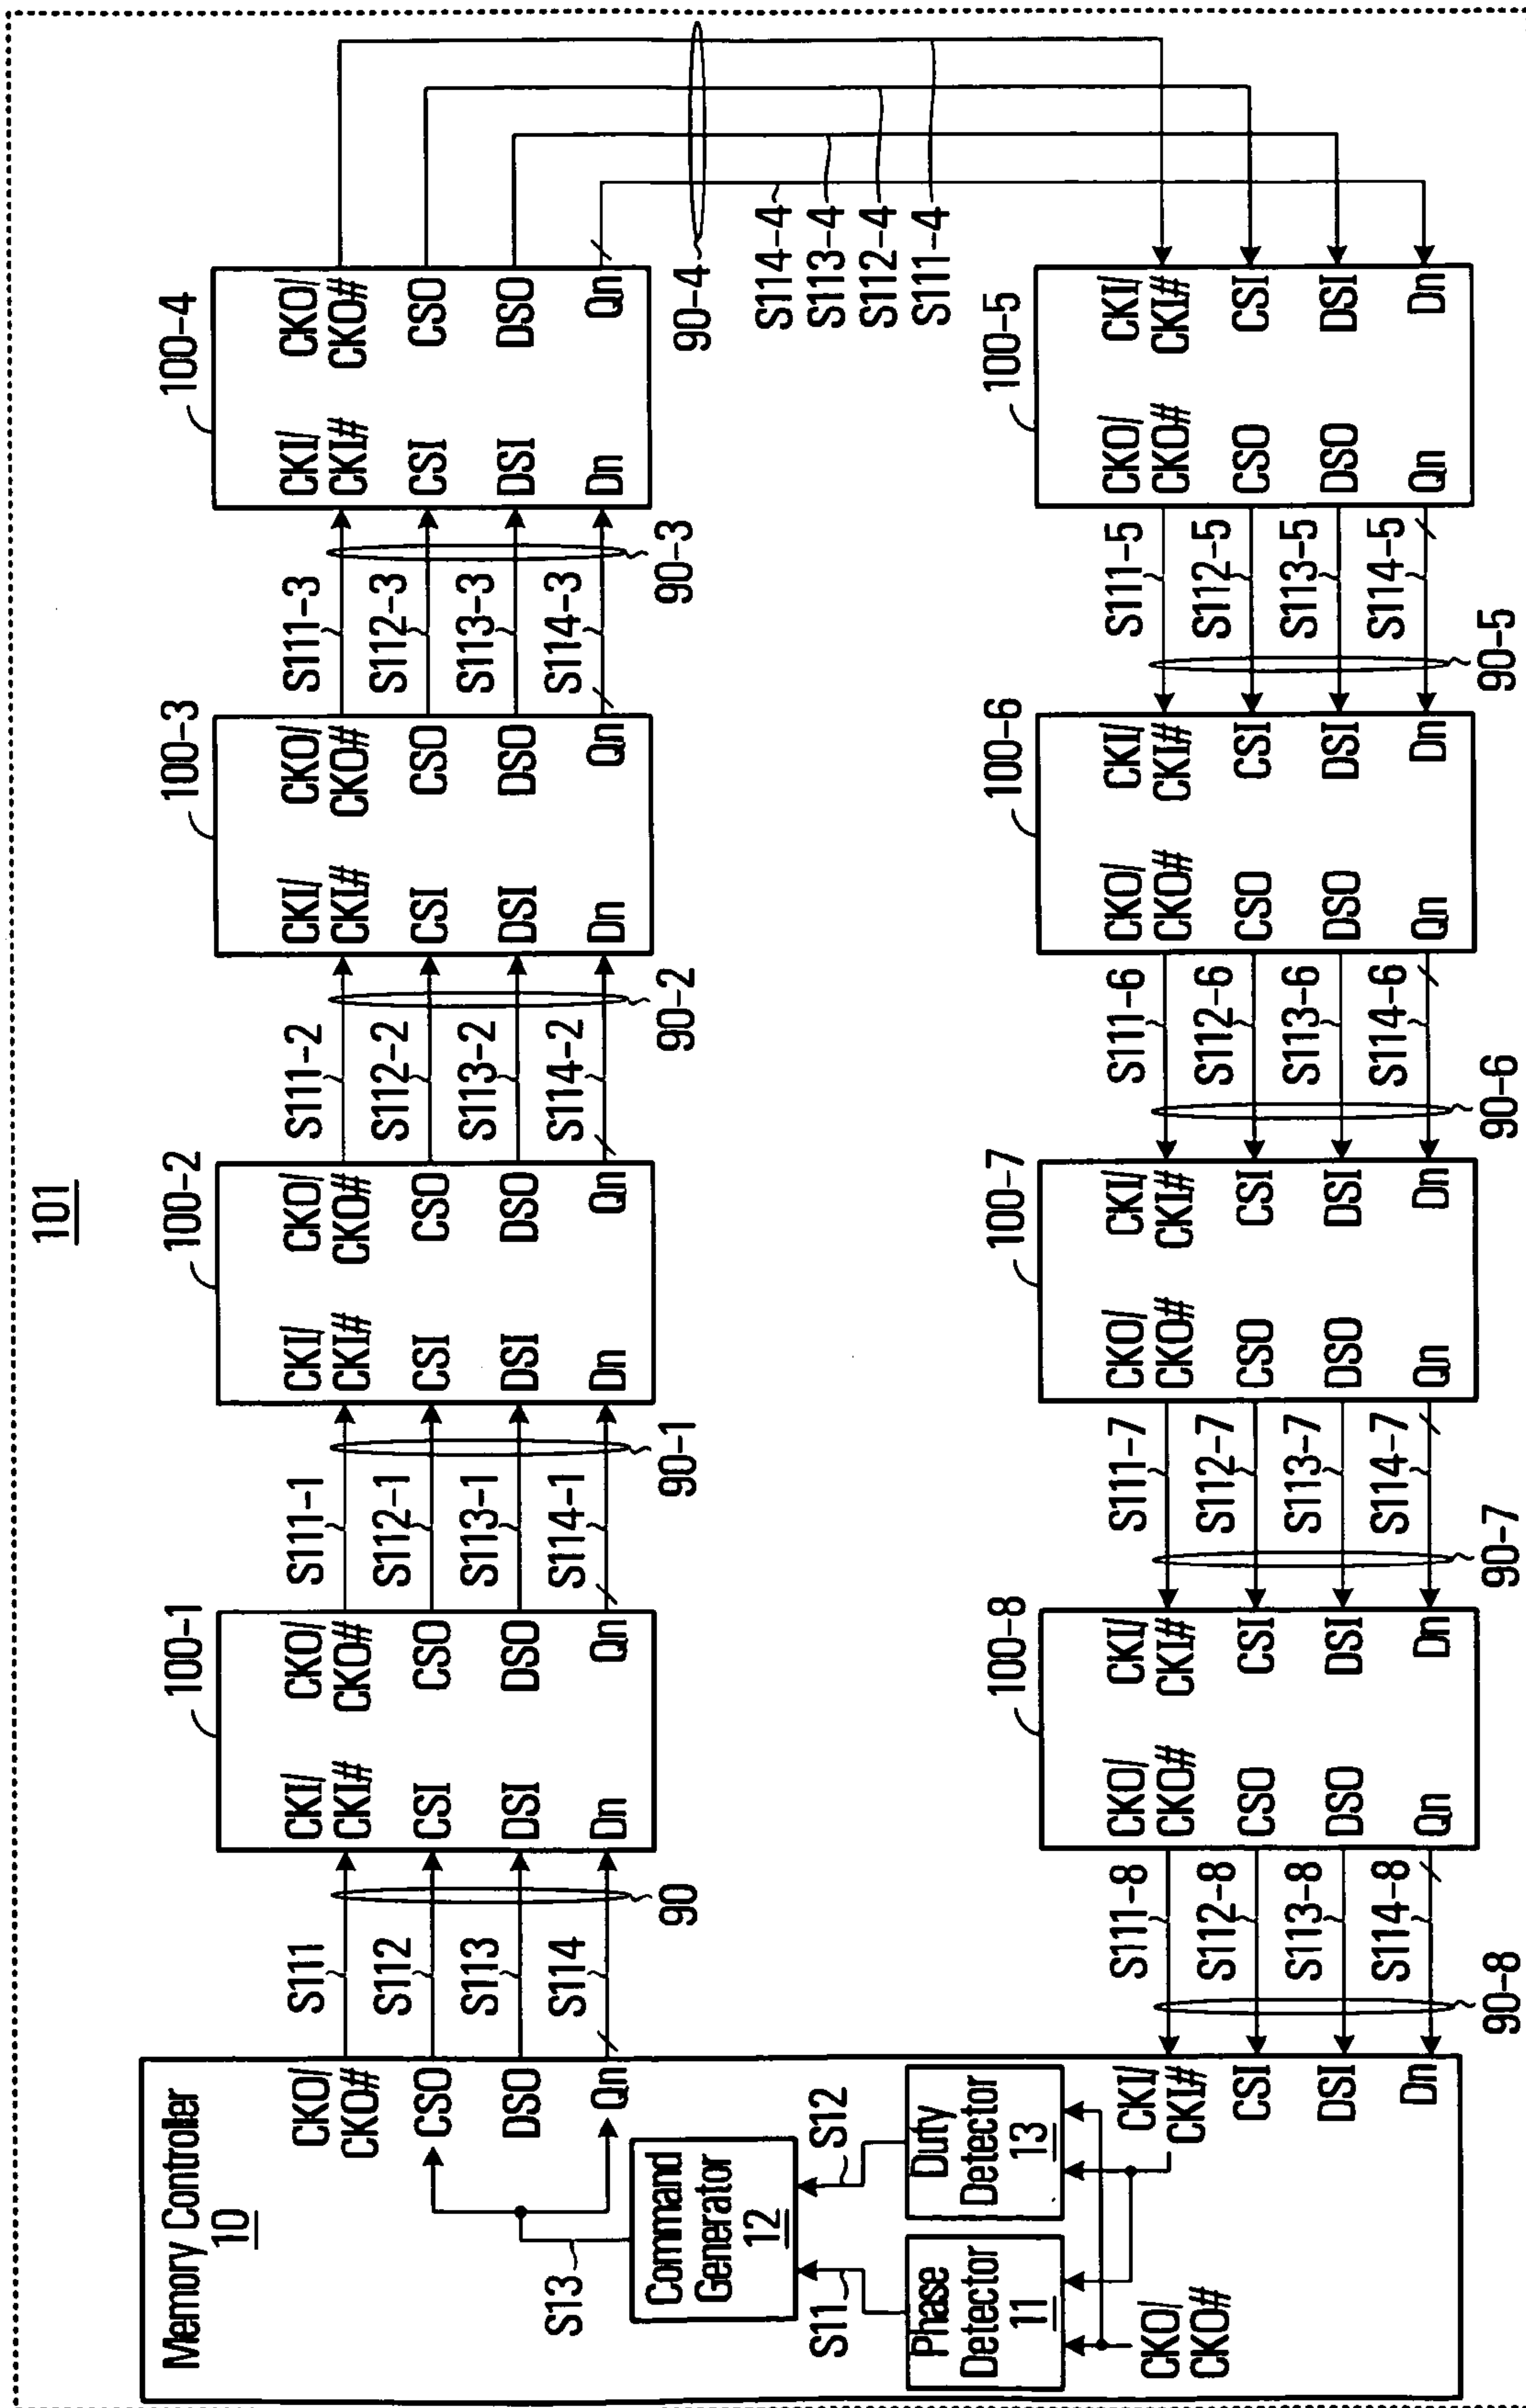 101
Memory Controller
10
CKO/
CKO#
CSO
DSO
Qn
S13
Command
Generator
12
S11
S12
Phase
Detector
11
Duty
Detector
13
CKO/
CKO#
CKI/
CKI#
CSI
DSI
Dn
S111
S112
S113
S114
90
100-1
CKI/
CKI#
CSI
DSI
Dn
CKO/
CKO#
CSO
DSO
Qn
S111-1
S112-1
S113-1
S114-1
90-1
100-2
CKI/
CKI#
CSI
DSI
Dn
CKO/
CKO#
CSO
DSO
Qn
S111-2
S112-2
S113-2
S114-2
90-2
100-3
CKI/
CKI#
CSI
DSI
Dn
CKO/
CKO#
CSO
DSO
Qn
S111-3
S112-3
S113-3
S114-3
90-3
100-4
CKI/
CKI#
CSI
DSI
Dn
CKO/
CKO#
CSO
DSO
Qn
90-4
S114-4
S113-4
S112-4
S111-4
100-5
CKO/
CKO#
CSO
DSO
Qn
CKI/
CKI#
CSI
DSI
Dn
S111-5
S112-5
S113-5
S114-5
90-5
100-6
CKO/
CKO#
CSO
DSO
Qn
CKI/
CKI#
CSI
DSI
Dn
S111-6
S112-6
S113-6
S114-6
90-6
100-7
CKO/
CKO#
CSO
DSO
Qn
CKI/
CKI#
CSI
DSI
Dn
S111-7
S112-7
S113-7
S114-7
90-7
100-8
CKO/
CKO#
CSO
DSO
Qn
CKI/
CKI#
CSI
DSI
Dn
S111-8
S112-8
S113-8
S114-8
90-8